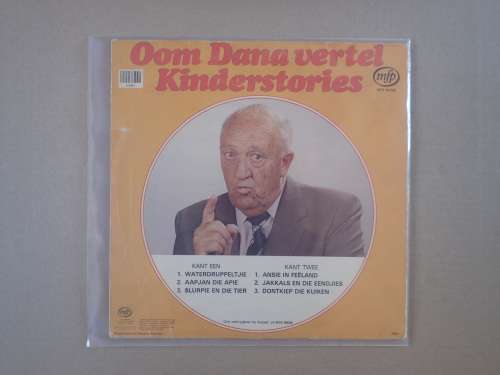 Oom Dana vertel
Kinderstories
mfp
KANT EEN
1. WATERDRUPPELTJIE
2. AAPJAN DIE APIE
3. BLURPIE EN DIE TIER
KANT TWEE
1. ANSIE IN FEËLAND
2. JAKKALS EN DIE EENDJIES
3. DONTKIEP DIE KUIKEN
mfp